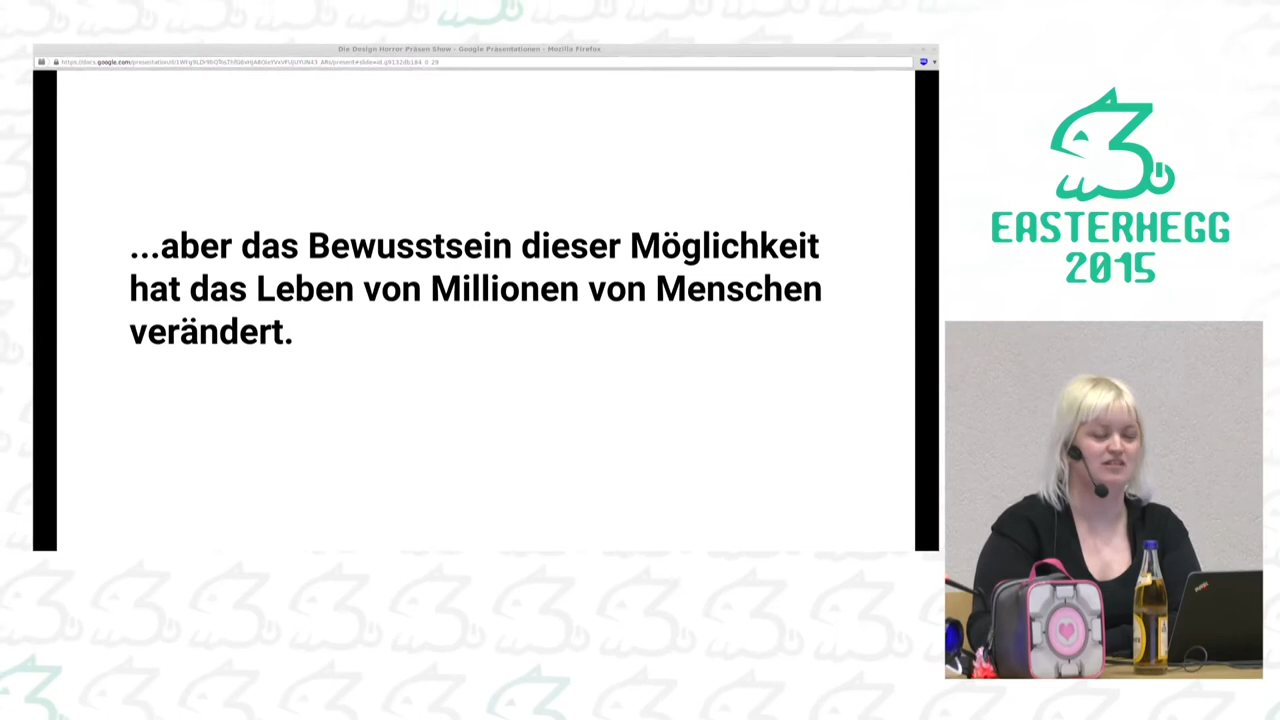 Die Design Horror Präsen Show - Google Präsentationen - Mozilla Firefox
...aber das Bewusstsein dieser Möglichkeit
hat das Leben von Millionen von Menschen
verändert.
EASTERHEGG
2015